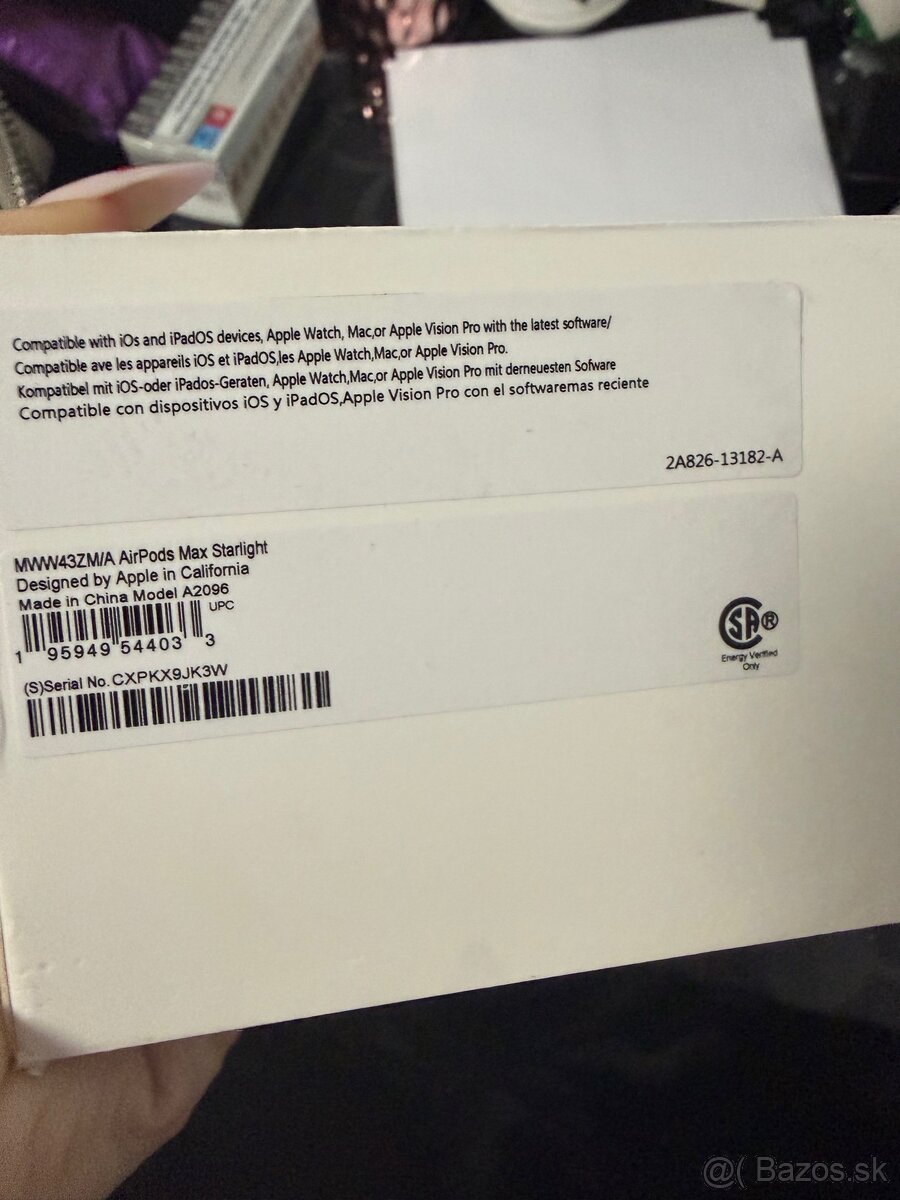 Compatible with iOs and iPadOS devices, Apple Watch, Mac,or Apple Vision Pro with the latest software/
Compatible ave les appareils iOS et iPadOS,les Apple Watch,Mac,or Apple Vision Pro.
Kompatibel mit iOS-oder iPados-Geraten, Apple Watch,Mac,or Apple Vision Pro mit derneuesten Sofware
Compatible con dispositivos iOS y iPadOS,Apple Vision Pro con el softwaremas reciente
2A826-13182-A
MWW43ZM/A AirPods Max Starlight
Designed by Apple in California
Made in China Model A2096
UPC
1 95949 54403 3
(S)Serial No. CXPKX9JK3W
SA®
Energy Verified
Only
@( Bazos.sk